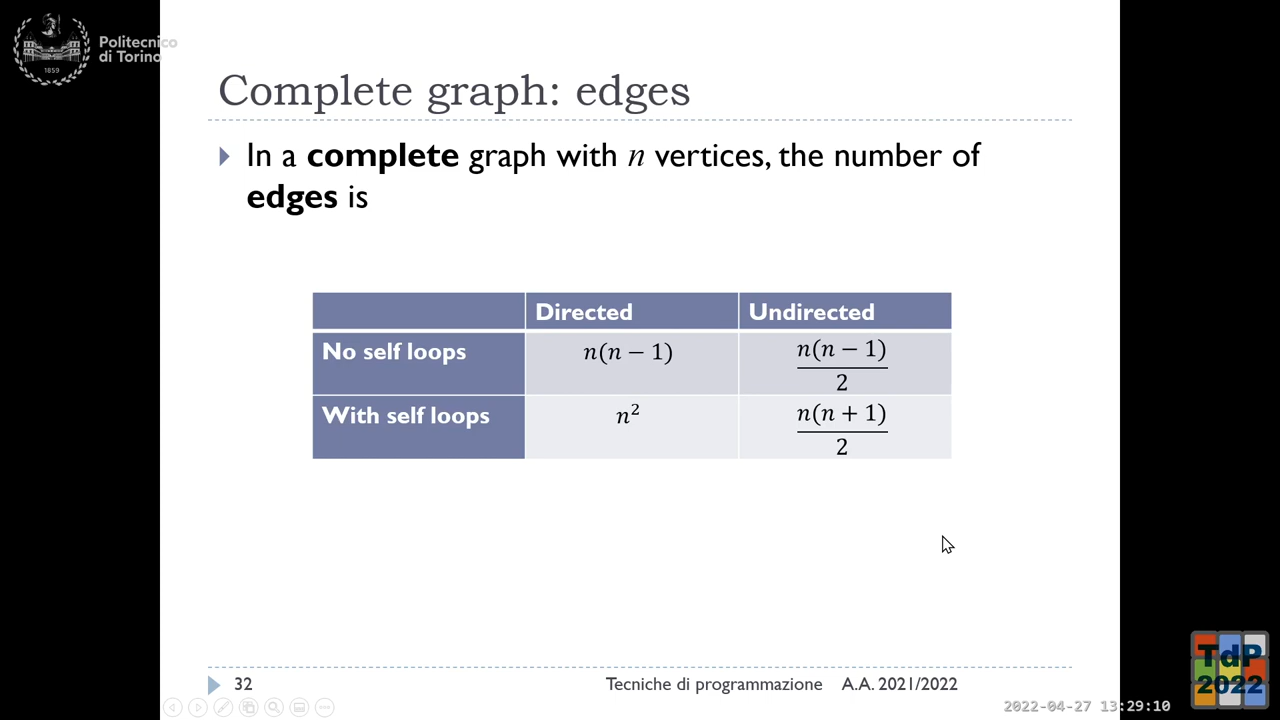 Politecnico
di Torino
1859
Complete graph: edges
In a complete graph with n vertices, the number of
edges is
Directed Undirected
No self loops n(n − 1) n(n − 1)/2
With self loops n² n(n + 1)/2
32 Tecniche di programmazione A.A. 2021/2022
2022-04-27 13:29:10
TdP
2022